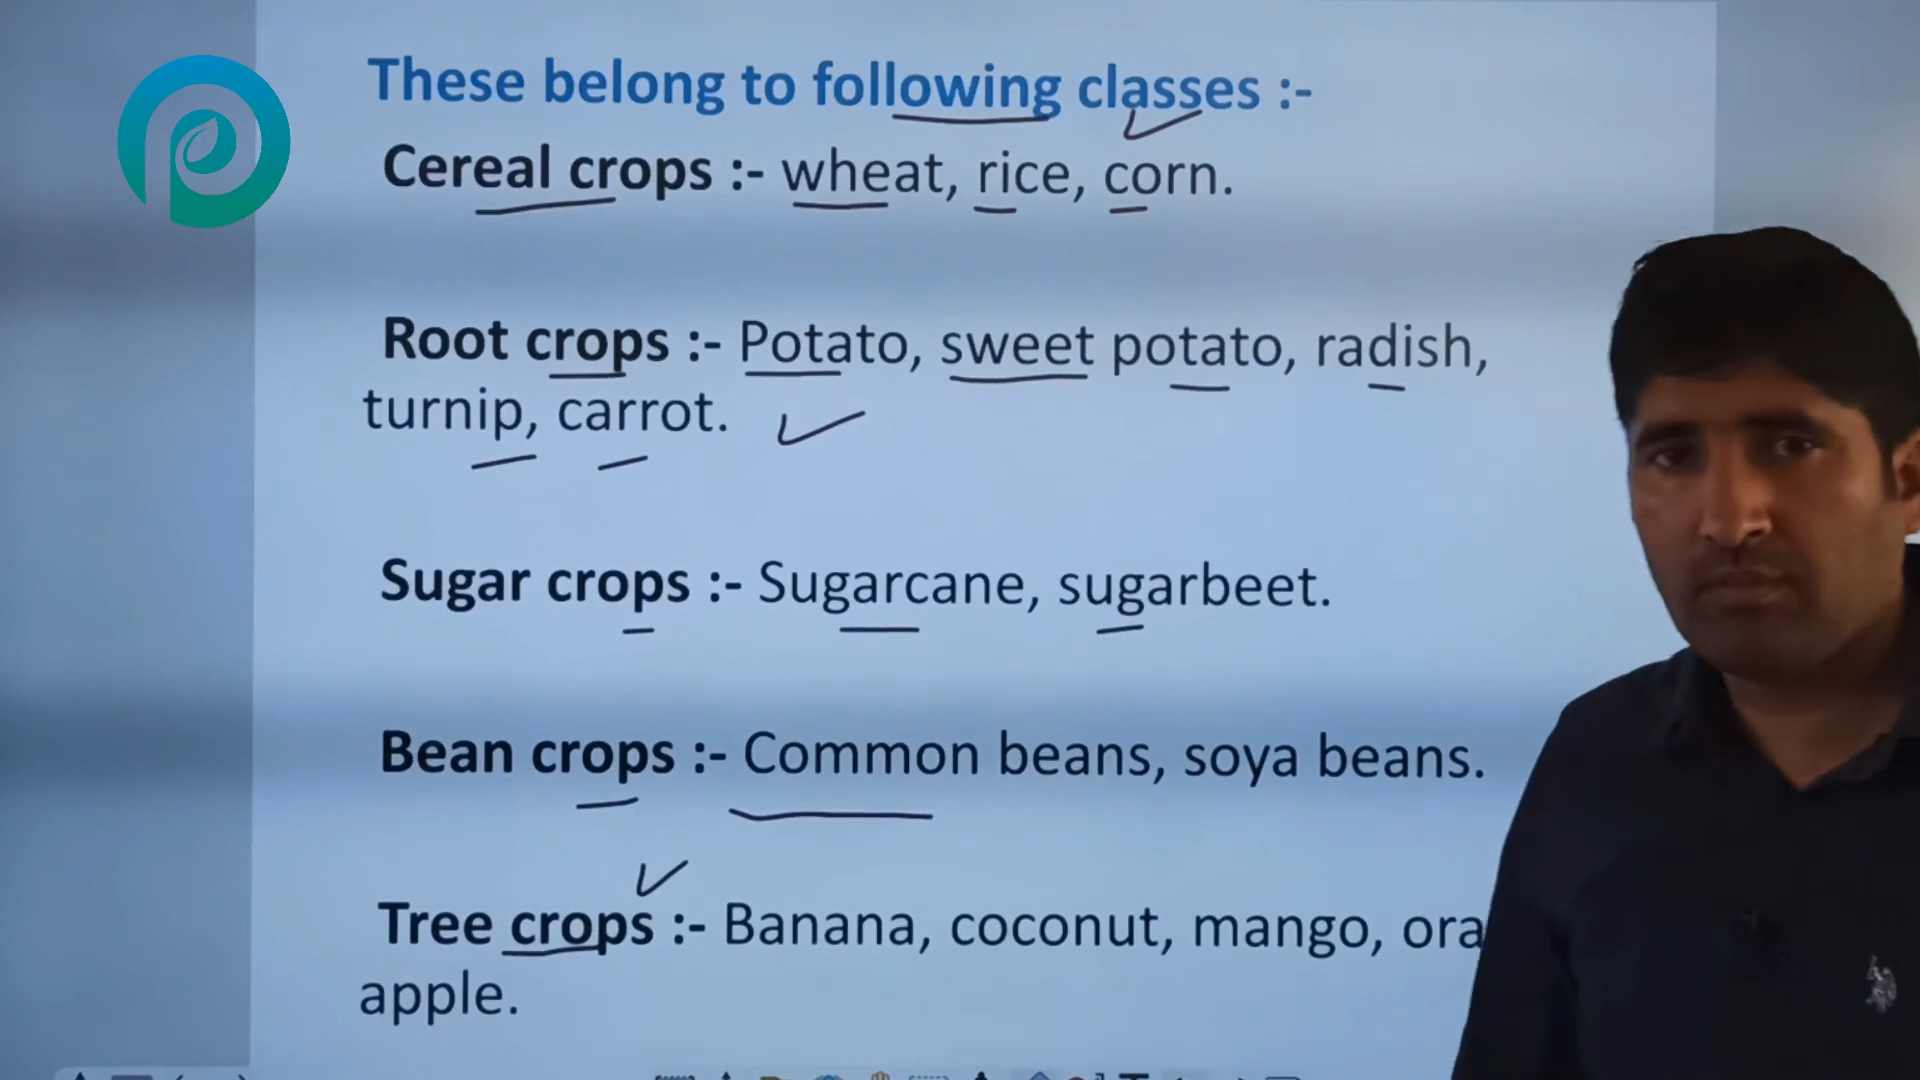 These belong to following classes :-
Cereal crops :- wheat, rice, corn.
Root crops :- Potato, sweet potato, radish,
turnip, carrot.
Sugar crops :- Sugarcane, sugarbeet.
Bean crops :- Common beans, soya beans.
Tree crops :- Banana, coconut, mango,
apple.